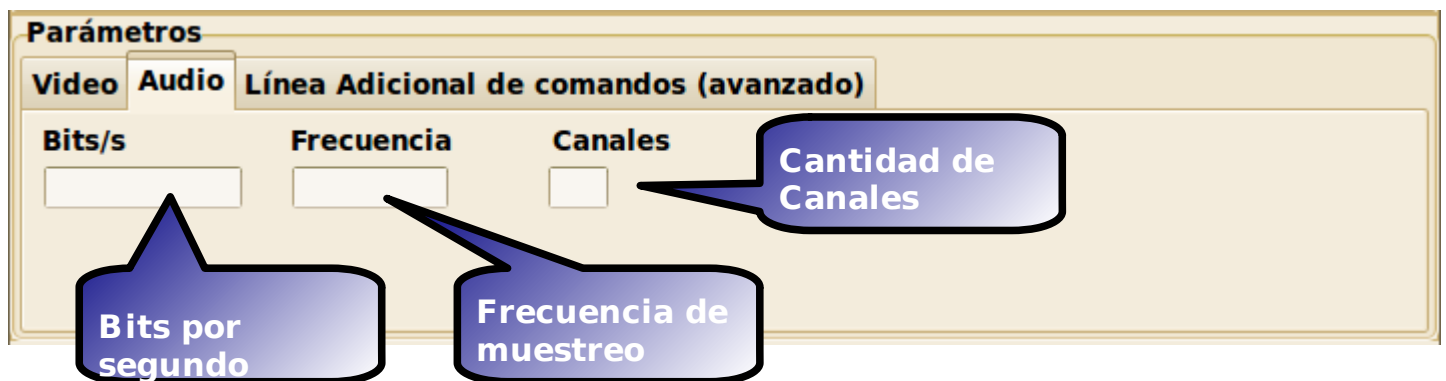 Parámetros
Video Audio Línea Adicional de comandos (avanzado)
Bits/s Frecuencia Canales
Cantidad de
Canales
Bits por
segundo
Frecuencia de
muestreo